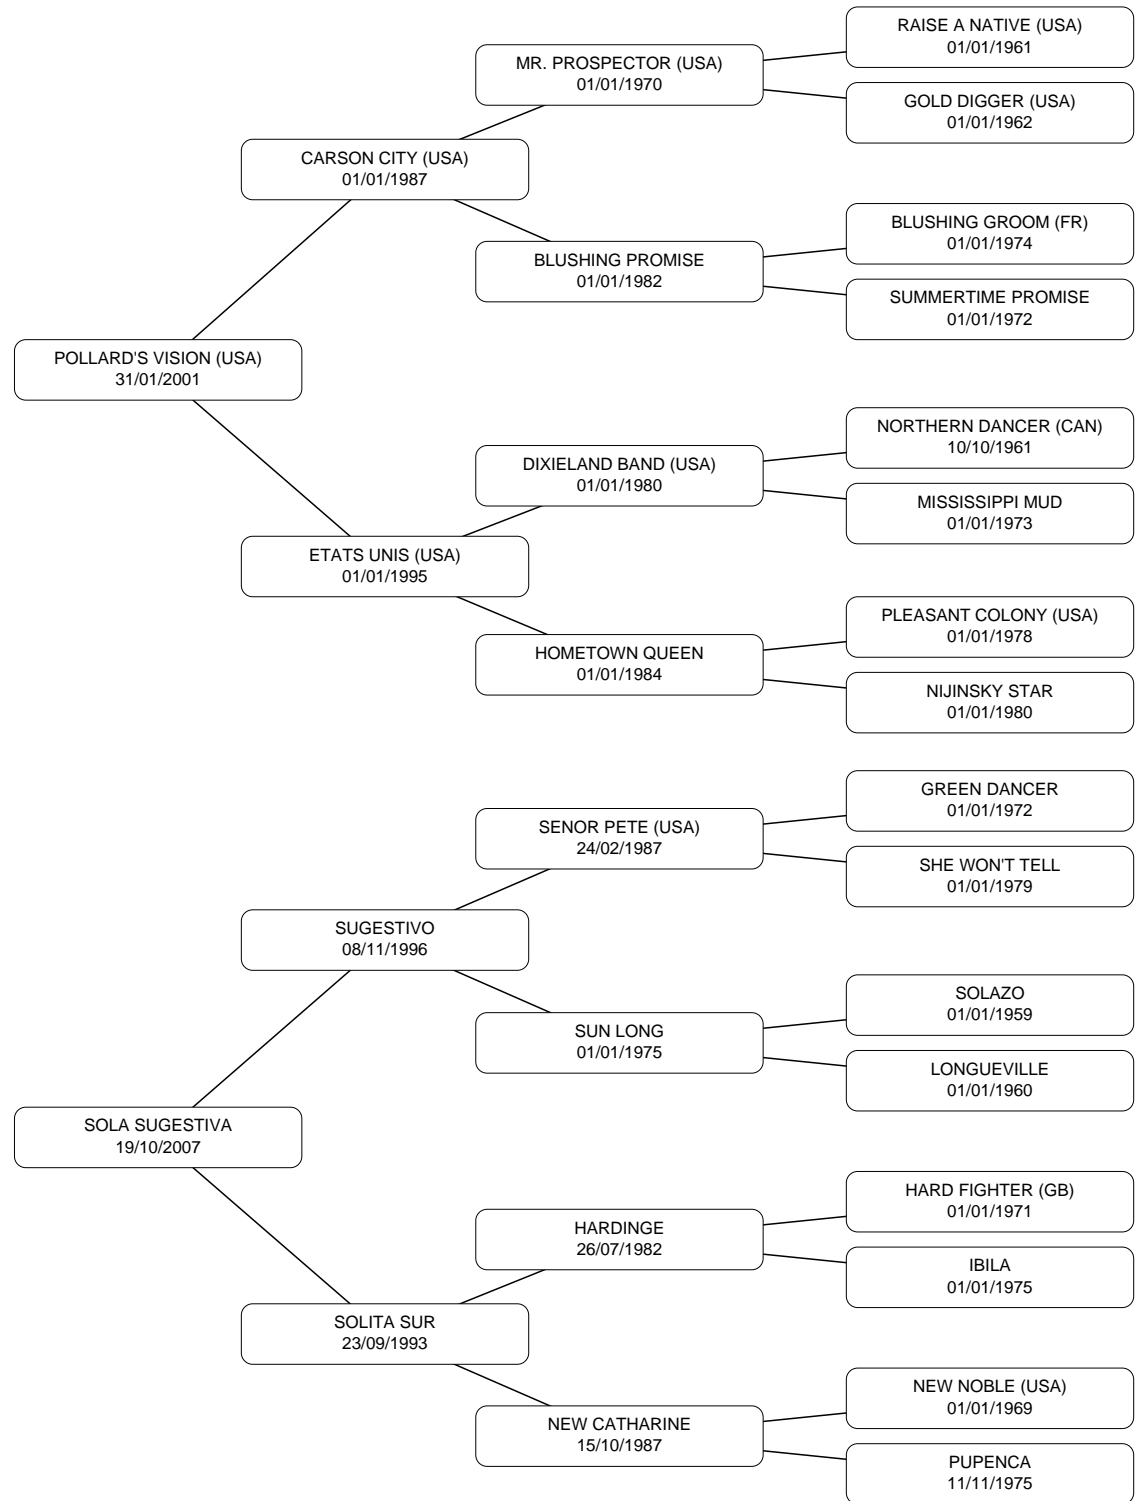 RAISE A NATIVE (USA)
01/01/1961
MR. PROSPECTOR (USA)
01/01/1970
GOLD DIGGER (USA)
01/01/1962
CARSON CITY (USA)
01/01/1987
BLUSHING GROOM (FR)
01/01/1974
BLUSHING PROMISE
01/01/1982
SUMMERTIME PROMISE
01/01/1972
POLLARD'S VISION (USA)
31/01/2001
NORTHERN DANCER (CAN)
10/10/1961
DIXIELAND BAND (USA)
01/01/1980
MISSISSIPPI MUD
01/01/1973
ETATS UNIS (USA)
01/01/1995
PLEASANT COLONY (USA)
01/01/1978
HOMETOWN QUEEN
01/01/1984
NIJINSKY STAR
01/01/1980
GREEN DANCER
01/01/1972
SENOR PETE (USA)
24/02/1987
SHE WON'T TELL
01/01/1979
SUGESTIVO
08/11/1996
SOLAZO
01/01/1959
SUN LONG
01/01/1975
LONGUEVILLE
01/01/1960
SOLA SUGESTIVA
19/10/2007
HARD FIGHTER (GB)
01/01/1971
HARDINGE
26/07/1982
IBILA
01/01/1975
SOLITA SUR
23/09/1993
NEW NOBLE (USA)
01/01/1969
NEW CATHARINE
15/10/1987
PUPENCA
11/11/1975